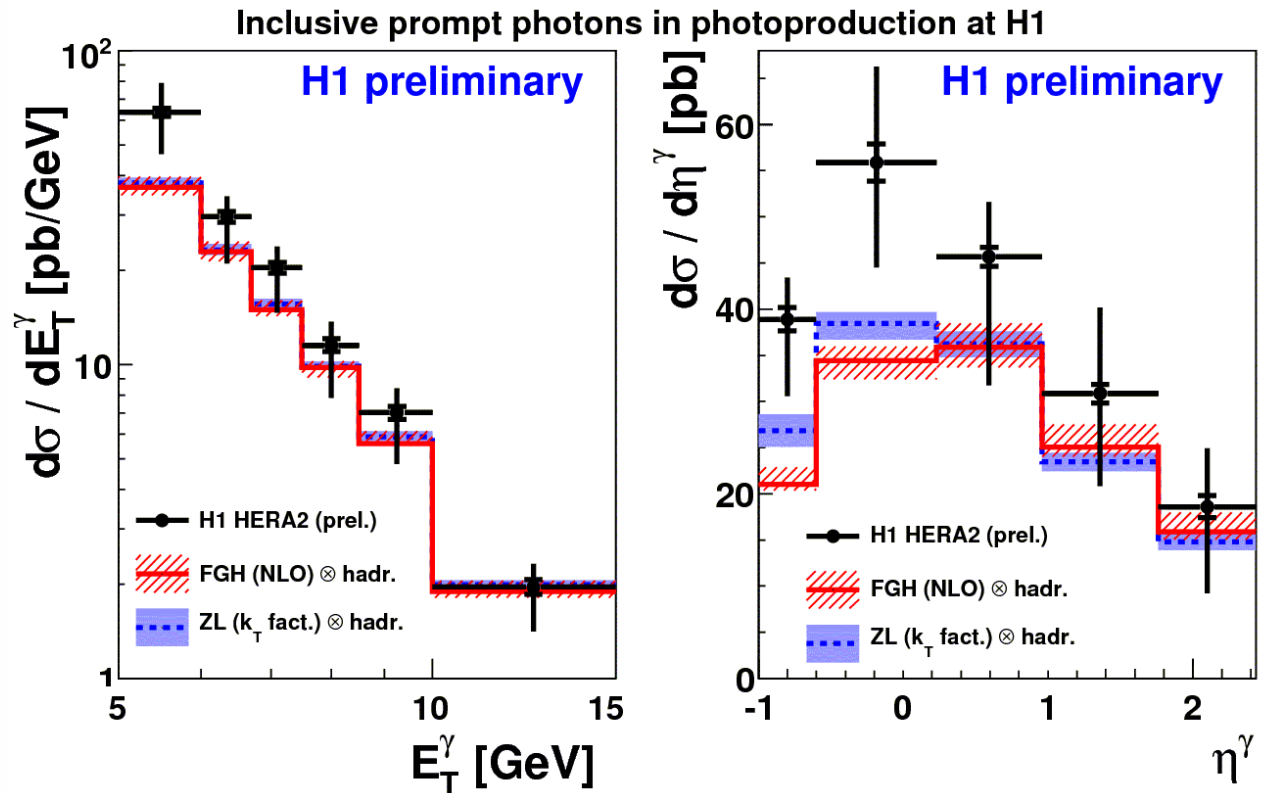 Inclusive prompt photons in photoproduction at H1
H1 preliminary
dσ / dE_T^γ [pb/GeV]
10²
10
1
5
10
15
E_T^γ [GeV]
H1 HERA2 (prel.)
FGH (NLO) ⊗ hadr.
ZL (k_T fact.) ⊗ hadr.
H1 preliminary
dσ / dη^γ [pb]
60
40
20
0
-1
0
1
2
η^γ
H1 HERA2 (prel.)
FGH (NLO) ⊗ hadr.
ZL (k_T fact.) ⊗ hadr.